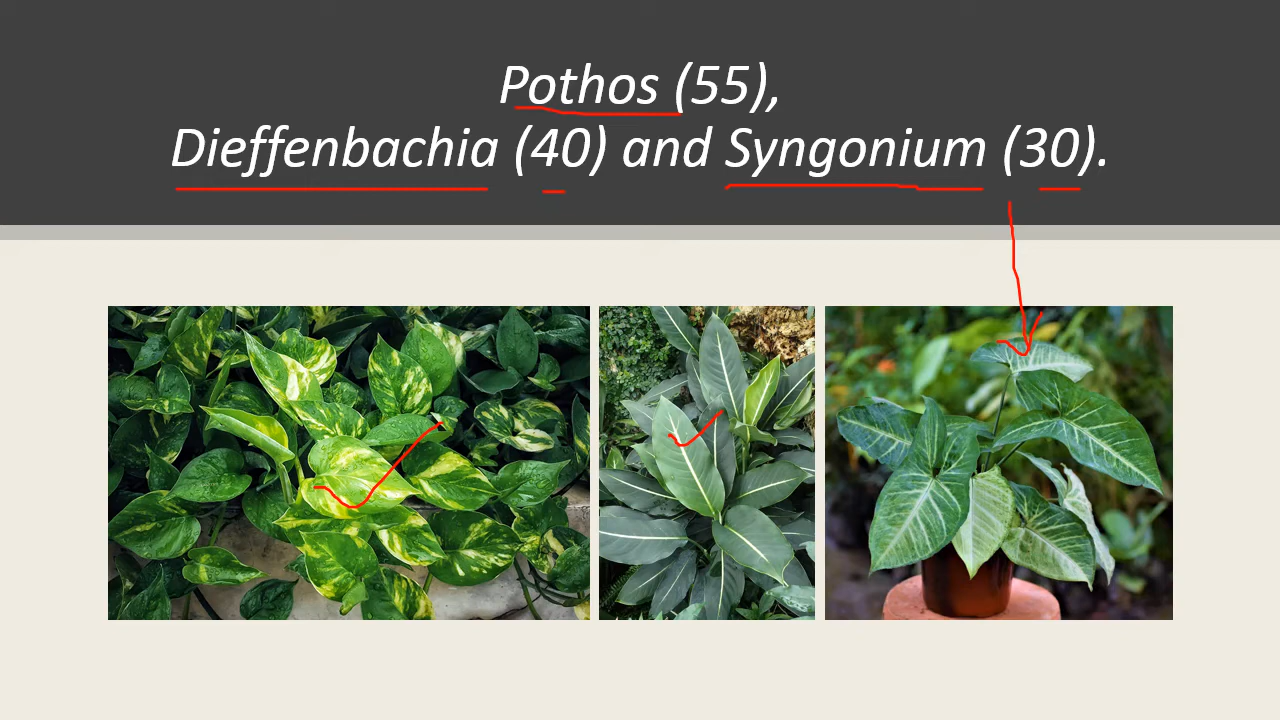 Pothos (55),
Dieffenbachia (40) and Syngonium (30).